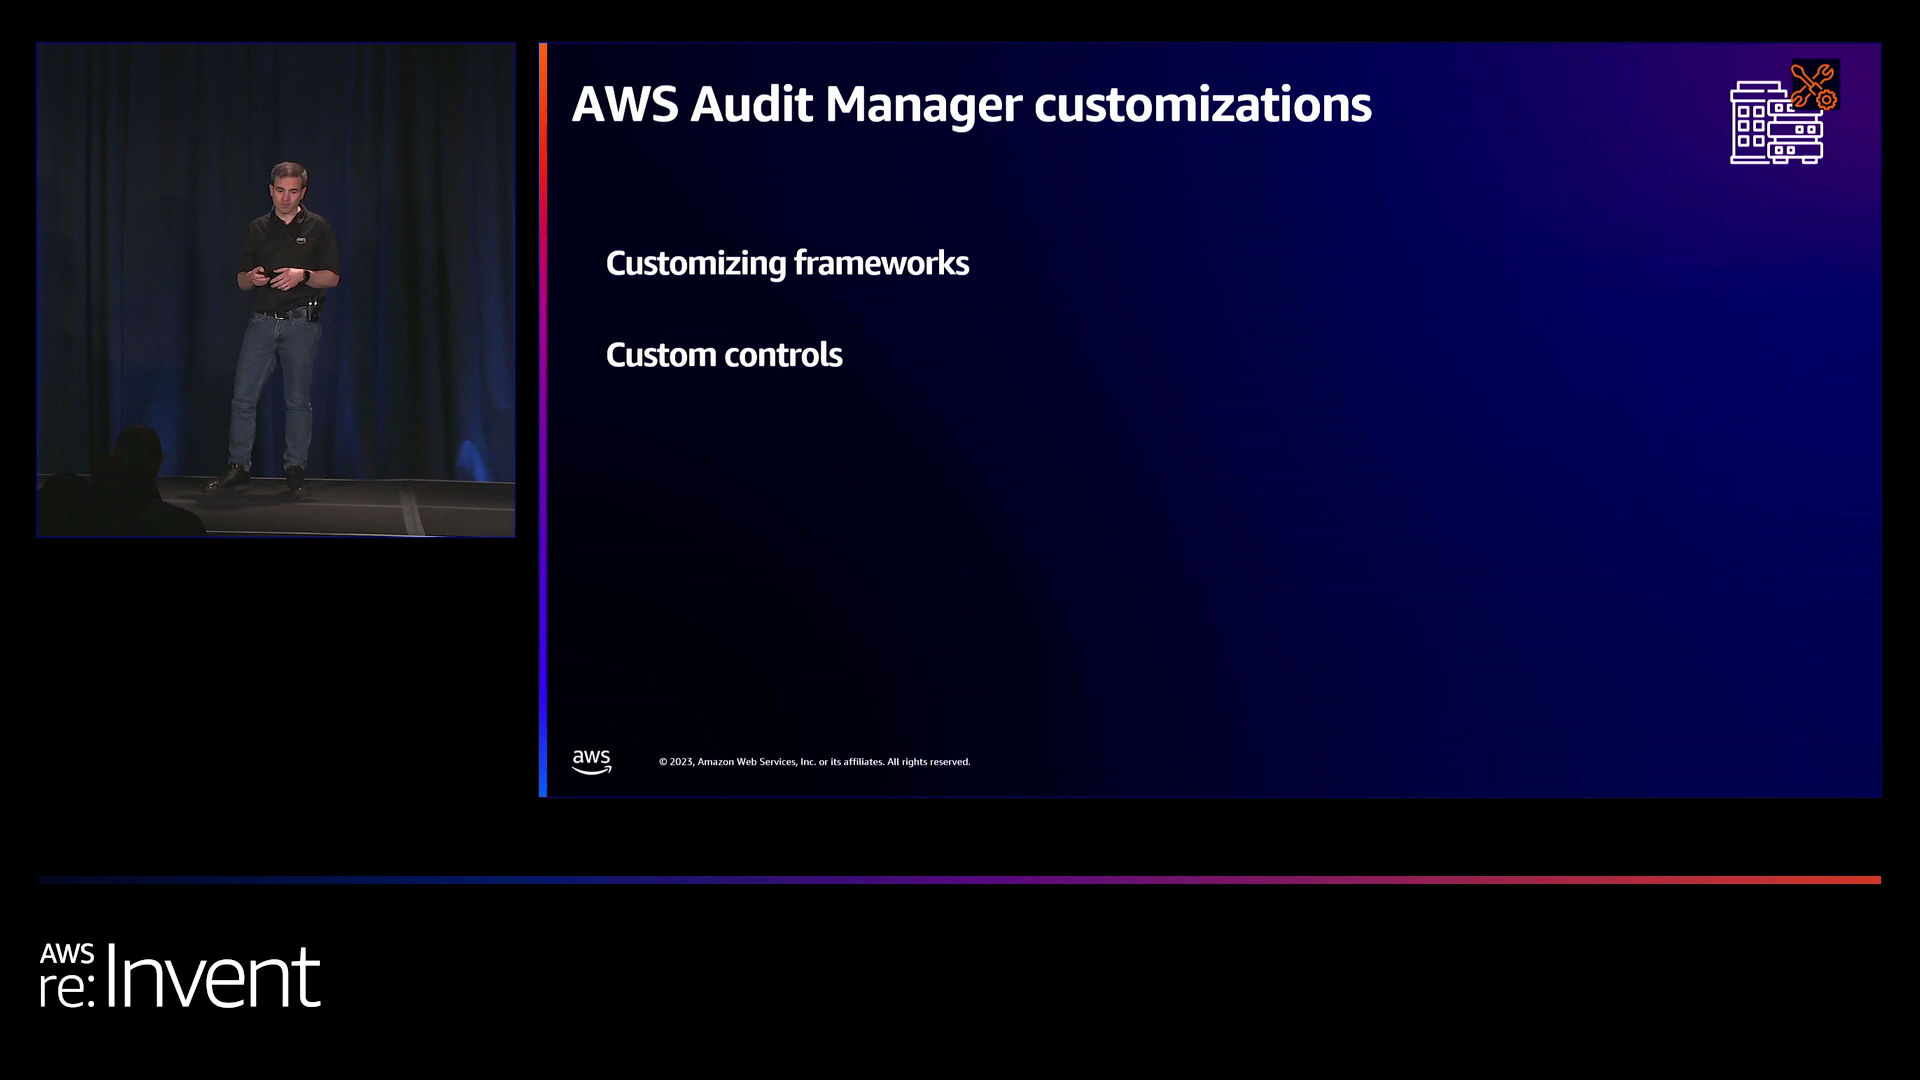 AWS Audit Manager customizations
Customizing frameworks
Custom controls
aws
© 2023, Amazon Web Services, Inc. or its affiliates. All rights reserved.
AWS
re:Invent